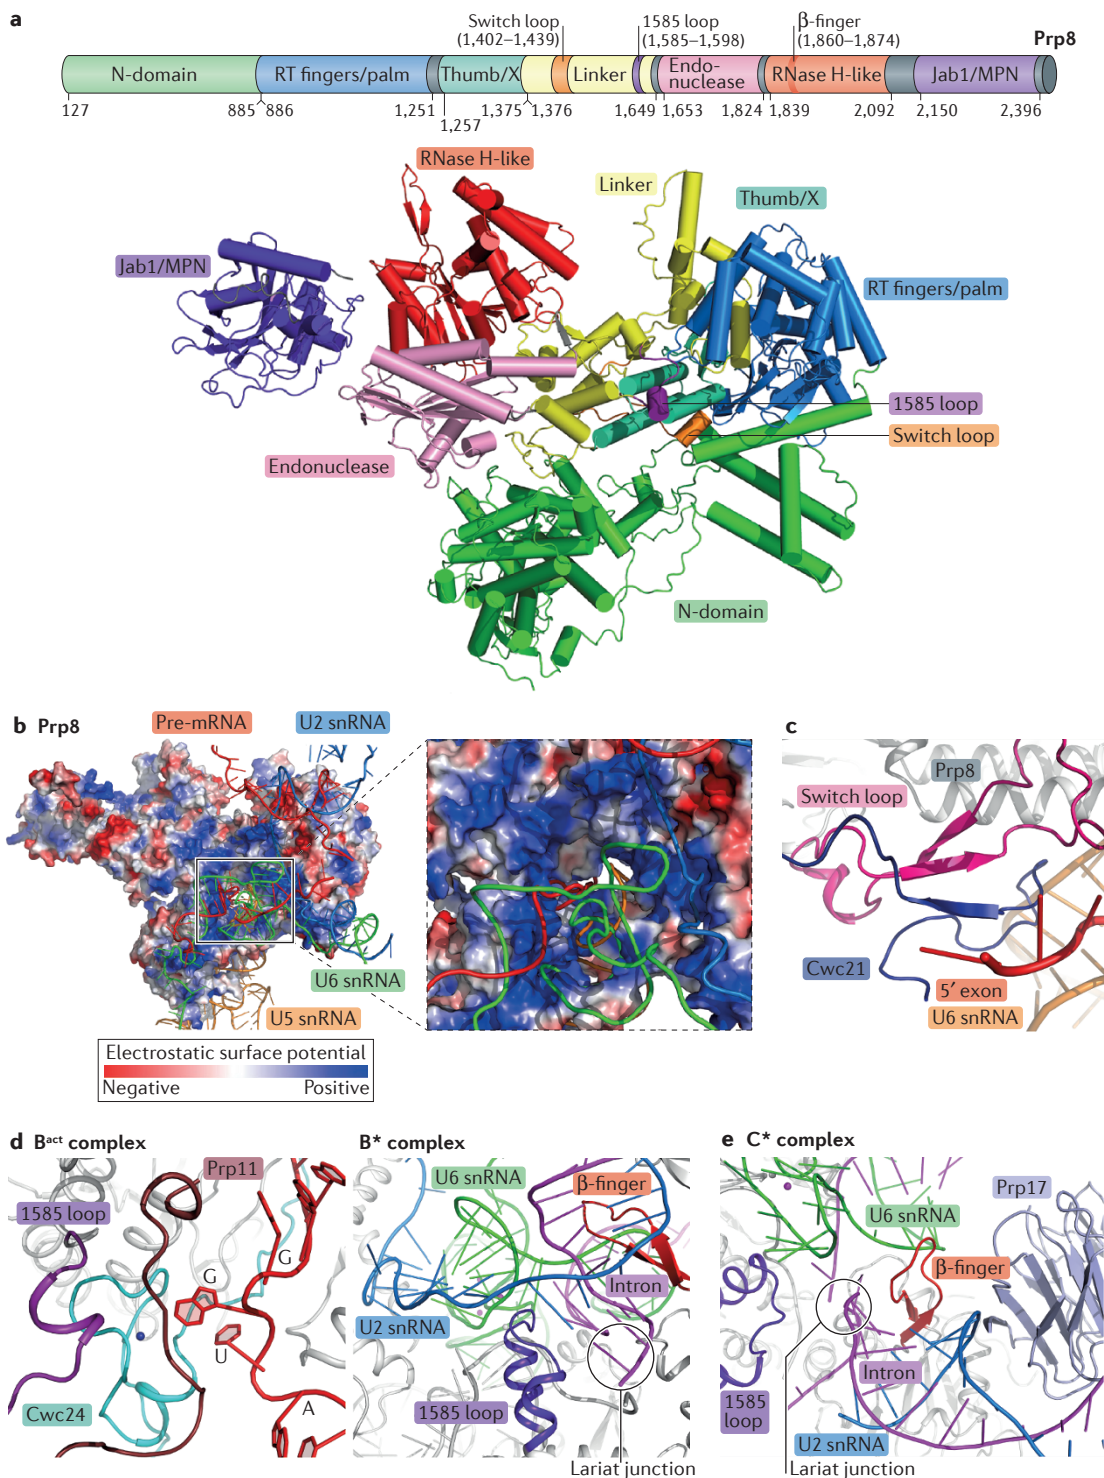 a
Switch loop
(1,402–1,439)
1585 loop
(1,585–1,598)
β-finger
(1,860–1,874)
Prp8
N-domain
RT fingers/palm
Thumb/X
Linker
Endo-
nuclease
RNase H-like
Jab1/MPN
127
885
886
1,251
1,257
1,375
1,376
1,649
1,653
1,824
1,839
2,092
2,150
2,396
RNase H-like
Linker
Thumb/X
Jab1/MPN
RT fingers/palm
1585 loop
Switch loop
Endonuclease
N-domain
b Prp8
Pre-mRNA
U2 snRNA
U6 snRNA
U5 snRNA
Electrostatic surface potential
Negative
Positive
c
Prp8
Switch loop
Cwc21
5′ exon
U6 snRNA
d Bact complex
Prp11
1585 loop
G
G
U
A
Cwc24
B* complex
U6 snRNA
β-finger
Intron
U2 snRNA
1585 loop
Lariat junction
e C* complex
Prp17
U6 snRNA
β-finger
Intron
1585
loop
U2 snRNA
Lariat junction